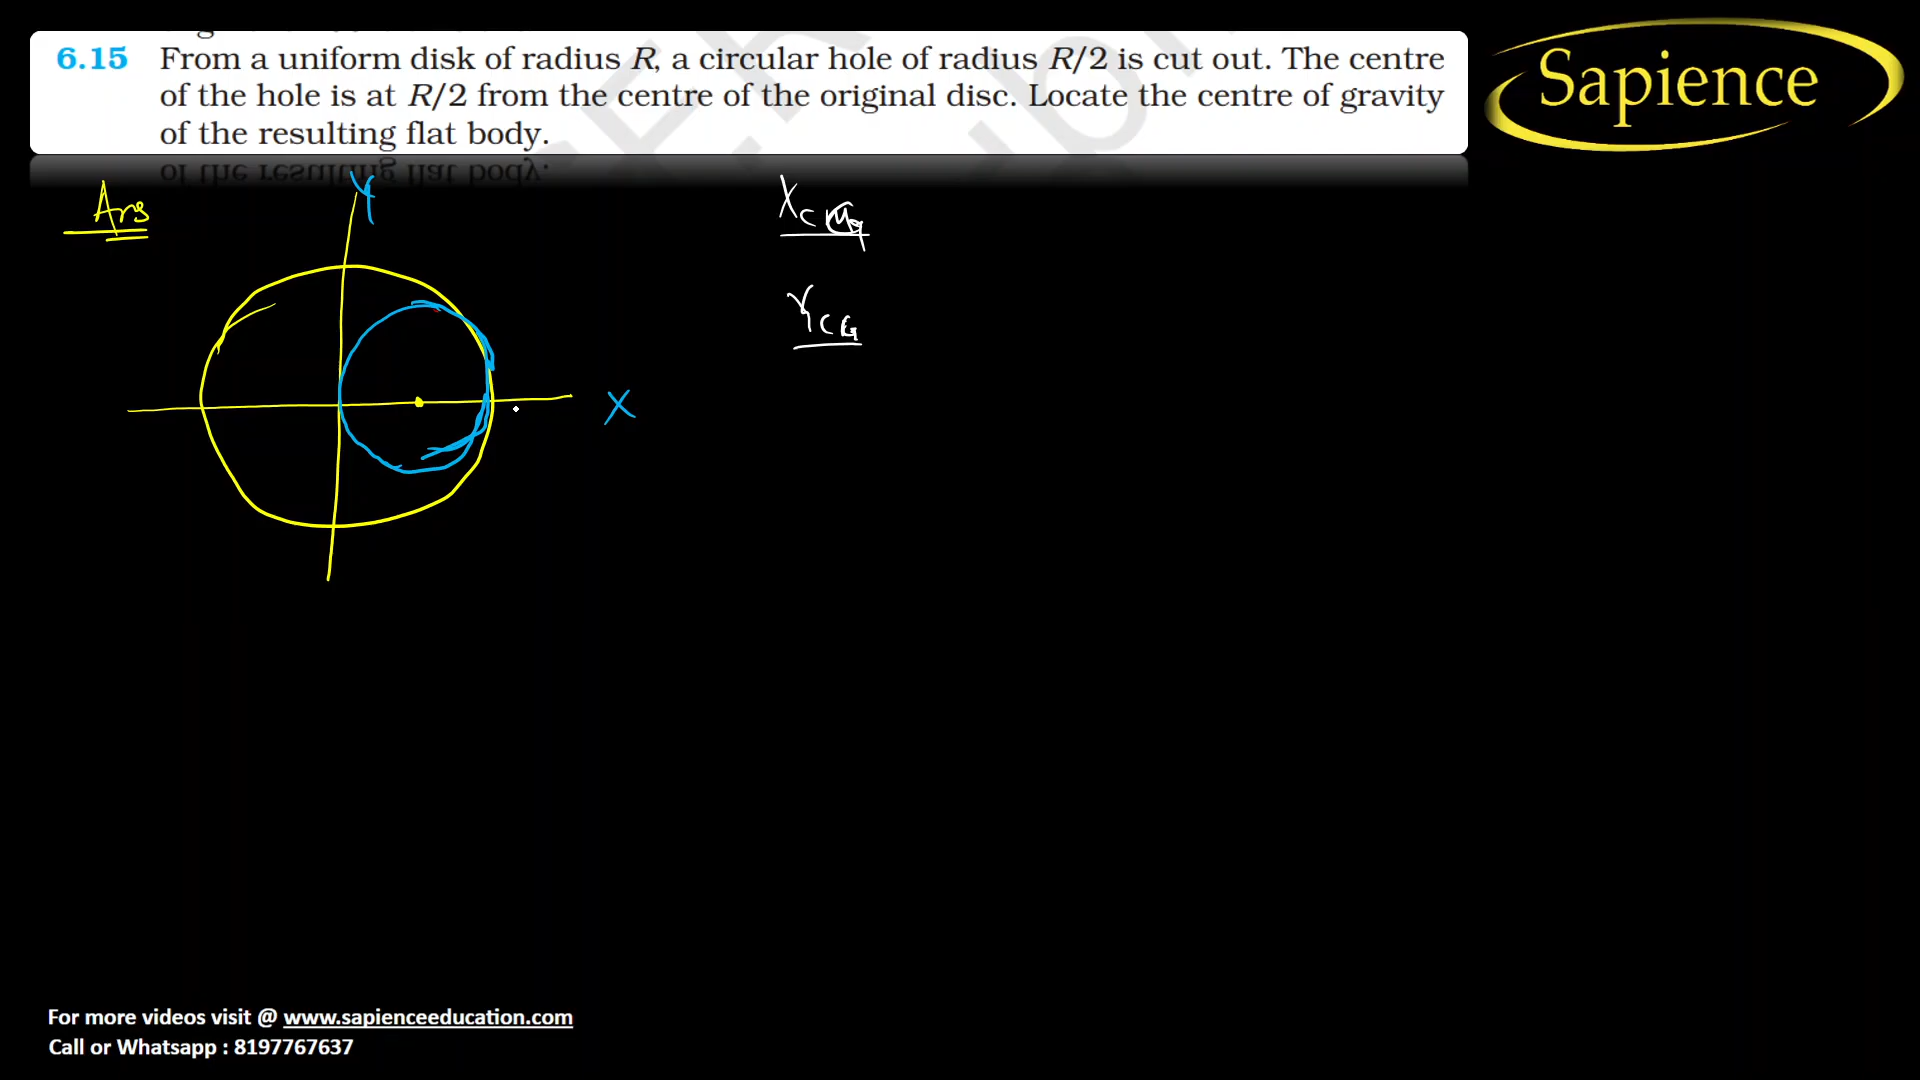 6.15 From a uniform disk of radius R, a circular hole of radius R/2 is cut out. The centre
of the hole is at R/2 from the centre of the original disc. Locate the centre of gravity
of the resulting flat body.
Sapience
Ans
Y
X
X
Y CG
For more videos visit @ www.sapienceeducation.com
Call or Whatsapp : 8197767637